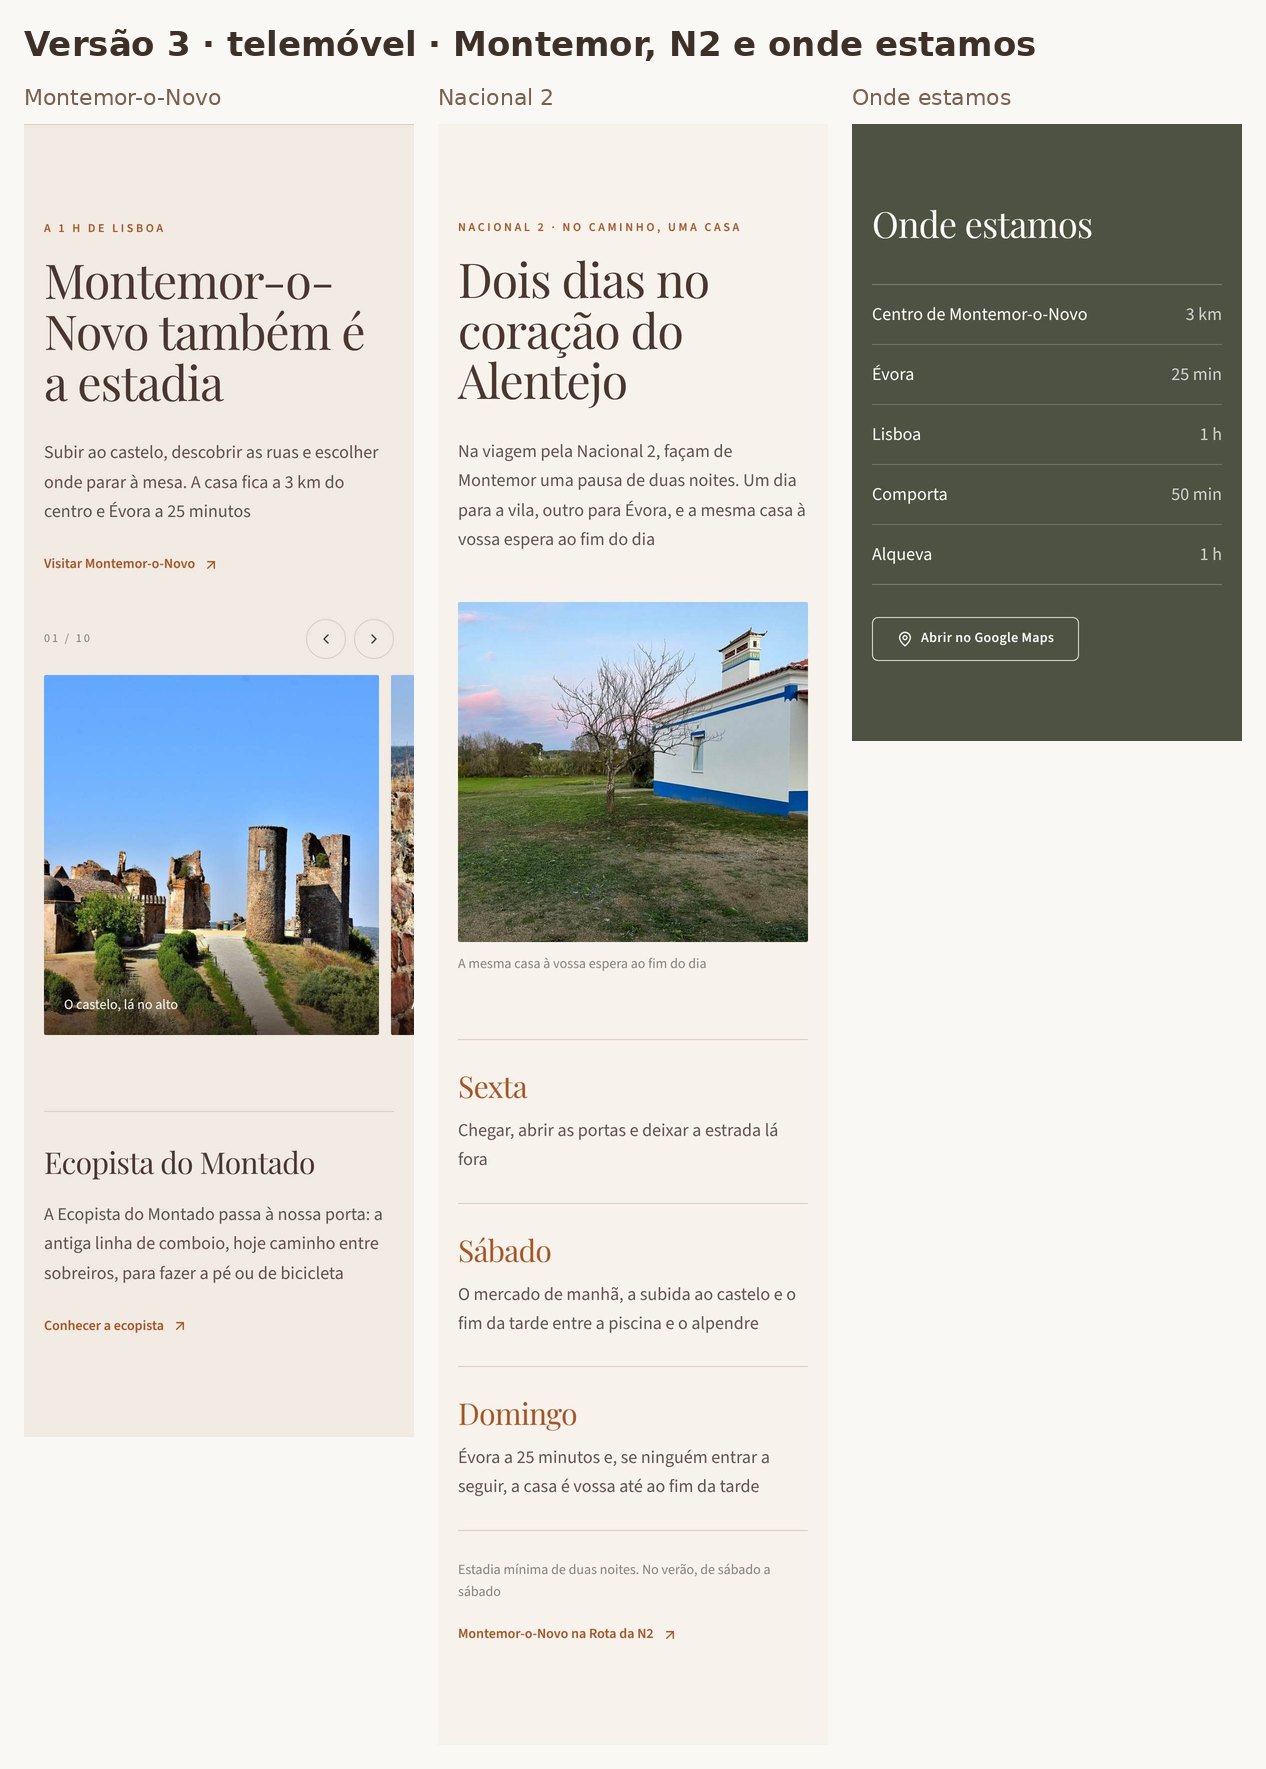 Versão 3 · telemóvel · Montemor, N2 e onde estamos
Montemor-o-Novo
A 1 H DE LISBOA
Montemor-o-
Novo também é
a estadia
Subir ao castelo, descobrir as ruas e escolher
onde parar à mesa. A casa fica a 3 km do
centro e Évora a 25 minutos
Visitar Montemor-o-Novo
01 / 10
O castelo, lá no alto
Ecopista do Montado
A Ecopista do Montado passa à nossa porta: a
antiga linha de comboio, hoje caminho entre
sobreiros, para fazer a pé ou de bicicleta
Conhecer a ecopista
Nacional 2
NACIONAL 2 · NO CAMINHO, UMA CASA
Dois dias no
coração do
Alentejo
Na viagem pela Nacional 2, façam de
Montemor uma pausa de duas noites. Um dia
para a vila, outro para Évora, e a mesma casa à
vossa espera ao fim do dia
A mesma casa à vossa espera ao fim do dia
Sexta
Chegar, abrir as portas e deixar a estrada lá
fora
Sábado
O mercado de manhã, a subida ao castelo e o
fim da tarde entre a piscina e o alpendre
Domingo
Évora a 25 minutos e, se ninguém entrar a
seguir, a casa é vossa até ao fim da tarde
Estadia mínima de duas noites. No verão, de sábado a
sábado
Montemor-o-Novo na Rota da N2
Onde estamos
Onde estamos
Centro de Montemor-o-Novo 3 km
Évora 25 min
Lisboa 1 h
Comporta 50 min
Alqueva 1 h
Abrir no Google Maps